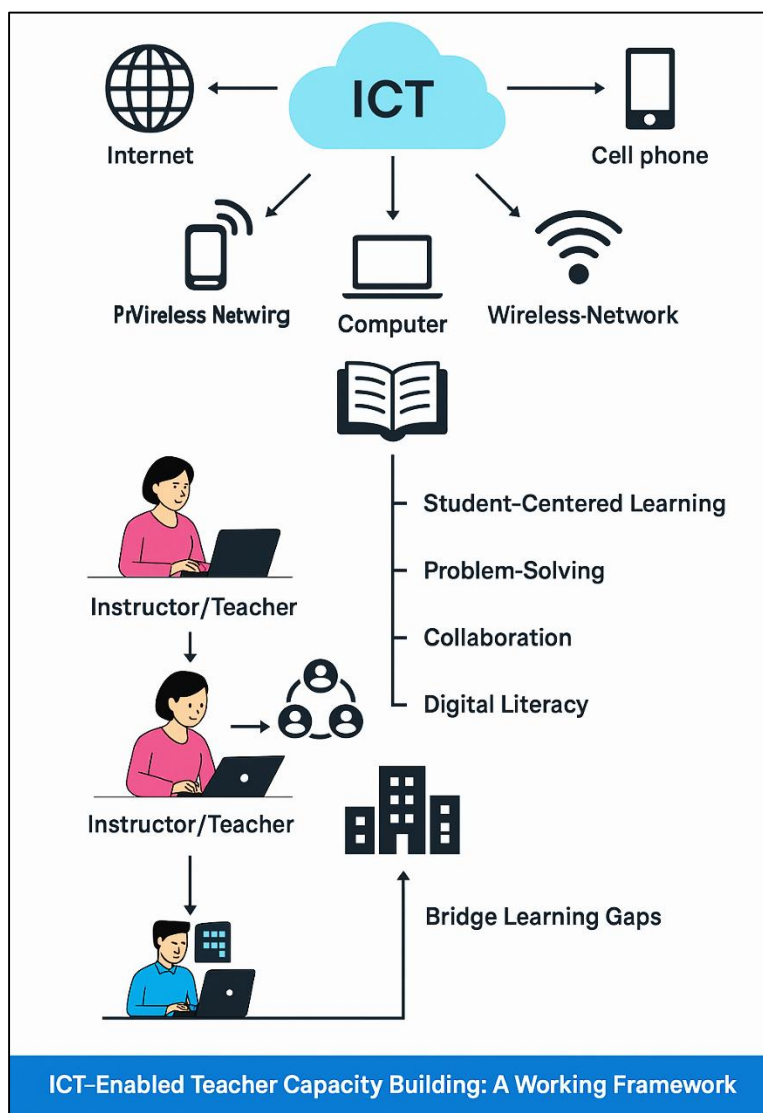 ICT
Internet
Cell phone
PrVireless Netwirg
Computer
Wireless-Network
Student-Centered Learning
Problem-Solving
Collaboration
Digital Literacy
Instructor/Teacher
Instructor/Teacher
Bridge Learning Gaps
ICT-Enabled Teacher Capacity Building: A Working Framework